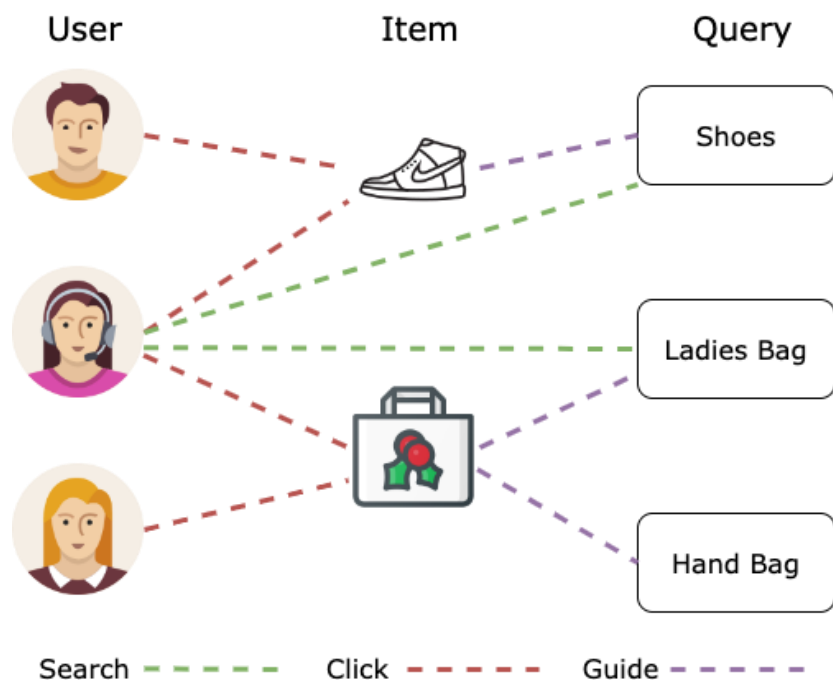 User Item Query
Shoes
Ladies Bag
Hand Bag
Search Click Guide